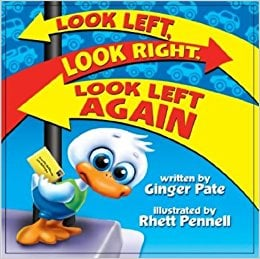 LOOK LEFT,
LOOK RIGHT,
LOOK LEFT
AGAIN
written by
Ginger Pate
illustrated by
Rhett Pennell